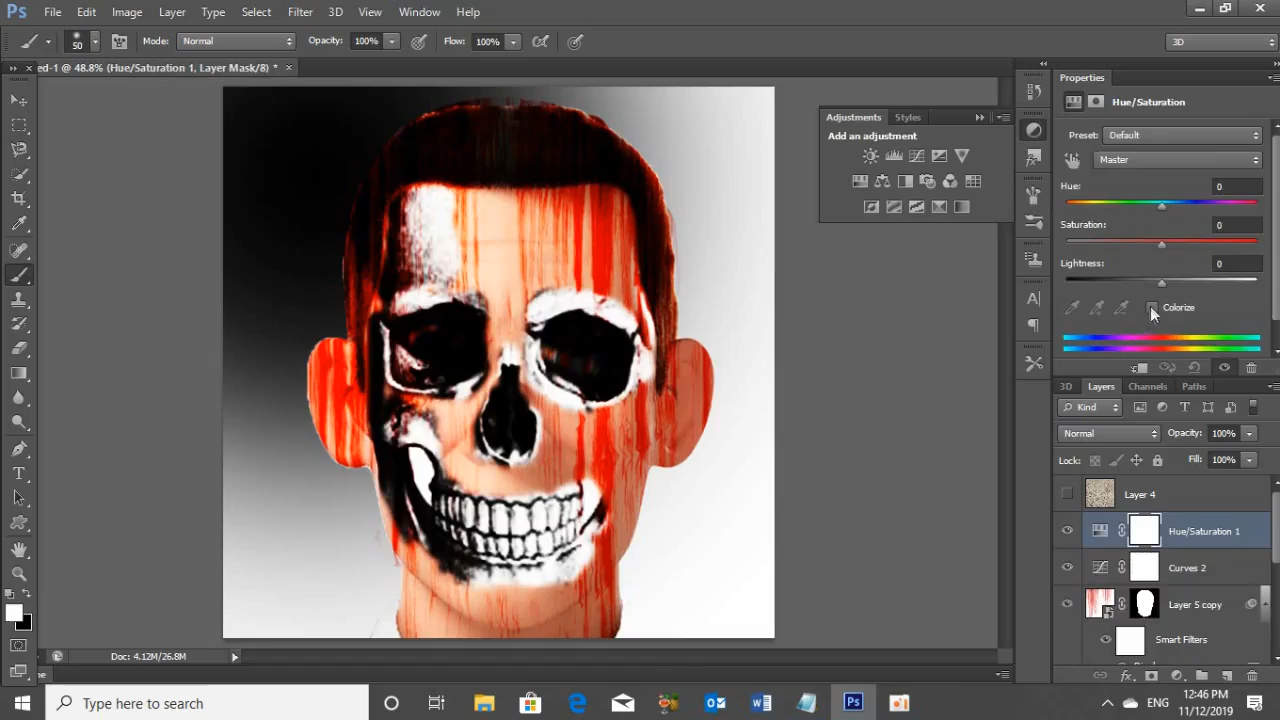 Ps File Edit Image Layer Type Select Filter 3D View Window Help
50 Mode: Normal Opacity: 100% Flow: 100% 3D
ed-1 @ 48.8% (Hue/Saturation 1, Layer Mask/8) * ×
Properties
Hue/Saturation
Adjustments Styles
Add an adjustment
Preset: Default
Master
Hue: 0
Saturation: 0
Lightness: 0
Colorize
3D Layers Channels Paths
Kind
Normal Opacity: 100%
Lock: Fill: 100%
Layer 4
Hue/Saturation 1
Curves 2
Layer 5 copy
Smart Filters
Doc: 4.12M/26.8M
Type here to search
ENG
12:46 PM
11/12/2019